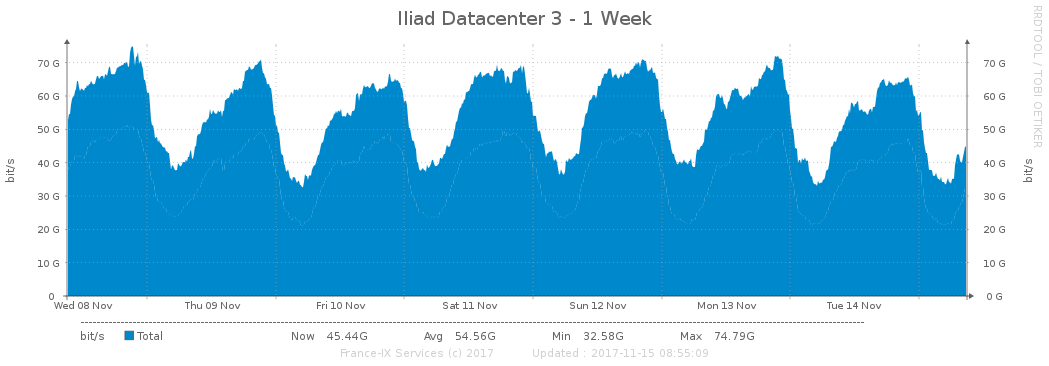 Iliad Datacenter 3 - 1 Week
RRDTOOL / TOBI OETIKER
bit/s
70 G 70 G
60 G 60 G
50 G 50 G
40 G 40 G
30 G 30 G
20 G 20 G
10 G 10 G
0 0 G
bit/s
Wed 08 Nov Thu 09 Nov Fri 10 Nov Sat 11 Nov Sun 12 Nov Mon 13 Nov Tue 14 Nov
bit/s Total Now 45.44G Avg 54.56G Min 32.58G Max 74.79G
France-IX Services (c) 2017 Updated : 2017-11-15 08:55:09